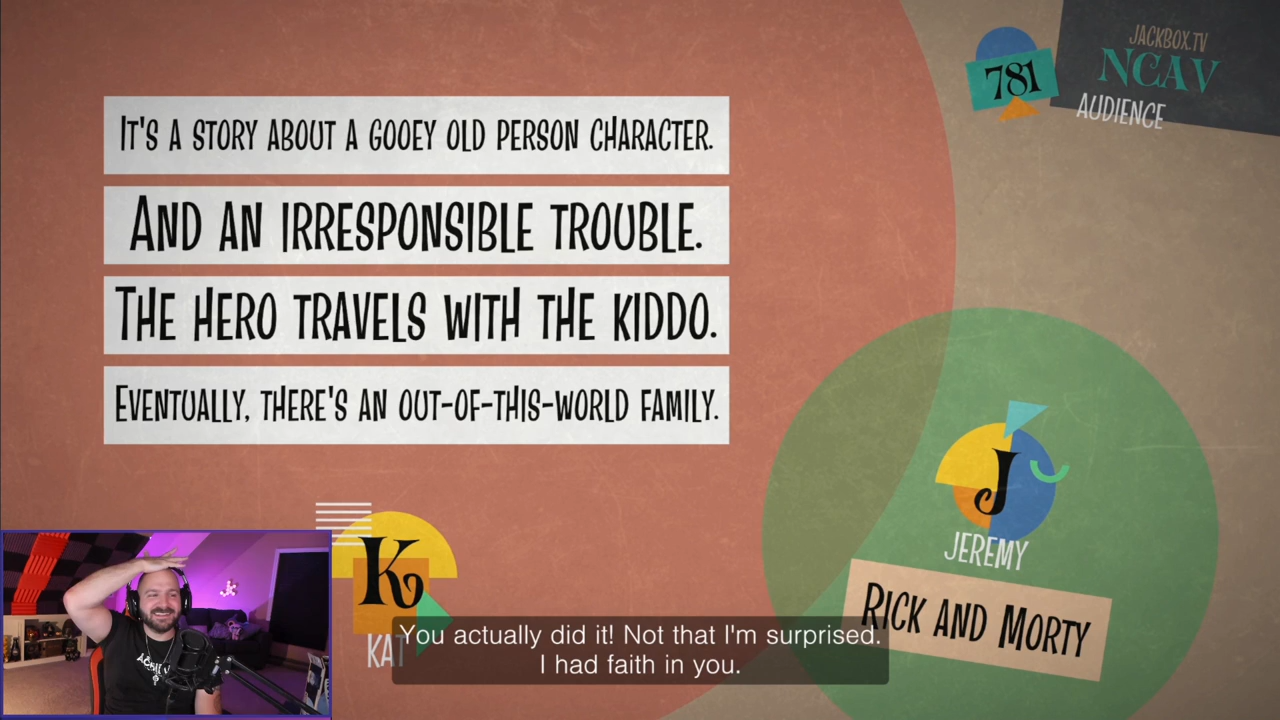 JACKBOX.TV
NCAV
781
AUDIENCE
IT'S A STORY ABOUT A GOOEY OLD PERSON CHARACTER.
AND AN IRRESPONSIBLE TROUBLE.
THE HERO TRAVELS WITH THE KIDDO.
EVENTUALLY, THERE'S AN OUT-OF-THIS-WORLD FAMILY.
J
JEREMY
RICK AND MORTY
K
KAT
You actually did it! Not that I'm surprised.
I had faith in you.